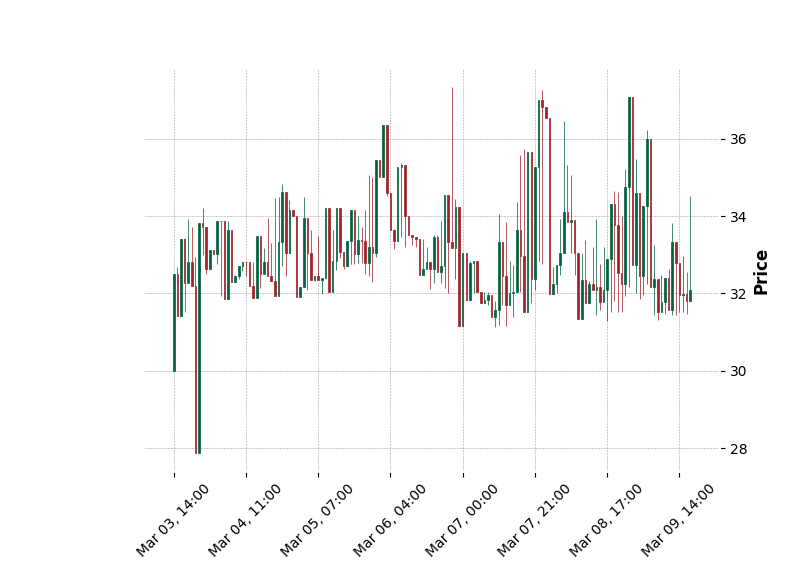 36
34
32
30
28
Price
Mar 03, 14:00
Mar 04, 11:00
Mar 05, 07:00
Mar 06, 04:00
Mar 07, 00:00
Mar 07, 21:00
Mar 08, 17:00
Mar 09, 14:00